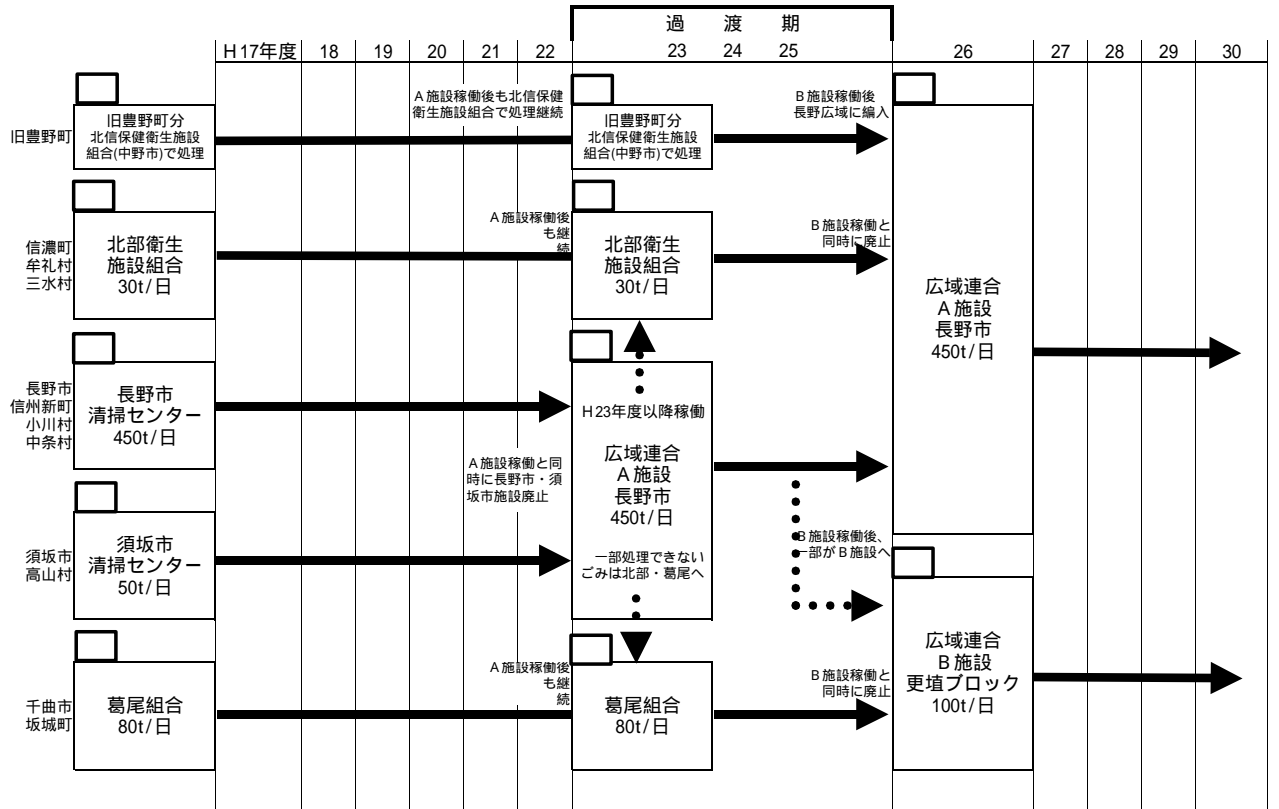 過 渡 期
H17年度 18 19 20 21 22 23 24 25 26 27 28 29 30
旧豊野町
旧豊野町分
北信保健衛生施設
組合(中野市)で処理
A施設稼働後も北信保健
衛生施設組合で処理継続
旧豊野町分
北信保健衛生施設
組合(中野市)で処理
B施設稼働後
長野広域に編入
信濃町
牟礼村
三水村
北部衛生
施設組合
30t/日
A施設稼働後
も継
続
北部衛生
施設組合
30t/日
B施設稼働と
同時に廃止
広域連合
A施設
長野市
450t/日
長野市
信州新町
小川村
中条村
長野市
清掃センター
450t/日
A施設稼働と同
時に長野市・須
坂市施設廃止
H23年度以降稼働
広域連合
A施設
長野市
450t/日
一部処理できない
ごみは北部・葛尾へ
B施設稼働後、
一部がB施設へ
須坂市
高山村
須坂市
清掃センター
50t/日
千曲市
坂城町
葛尾組合
80t/日
A施設稼働後
も継
続
葛尾組合
80t/日
B施設稼働と
同時に廃止
広域連合
B施設
更埴ブロック
100t/日